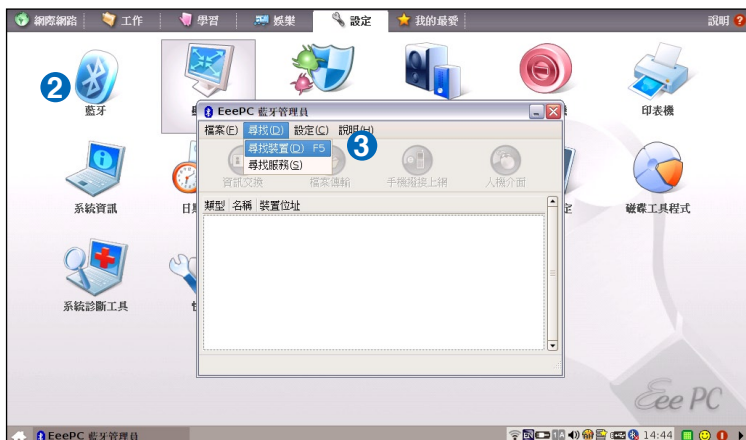 網際網路 工作 學習 娛樂 設定 我的最愛 說明
2
藍牙
印表機
EeePC 藍牙管理員
檔案(F) 尋找(D) 設定(C) 說明(H)
尋找裝置(D) F5
尋找服務(S)
3
資訊交換 檔案傳輸 手機撥接上網 人機介面
類型 名稱 裝置位址
系統資訊
磁碟工具程式
系統診斷工具
Eee PC
EeePC 藍牙管理員
14:44